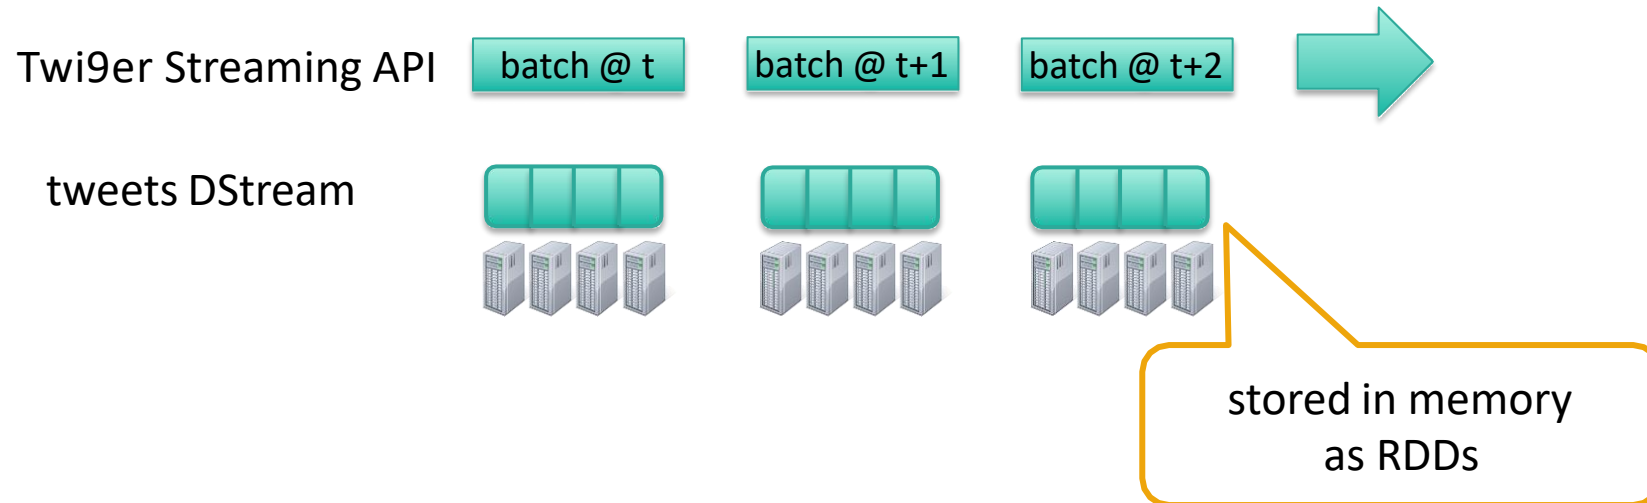 Twi9er Streaming API
batch @ t
batch @ t+1
batch @ t+2
tweets DStream
stored in memory
as RDDs